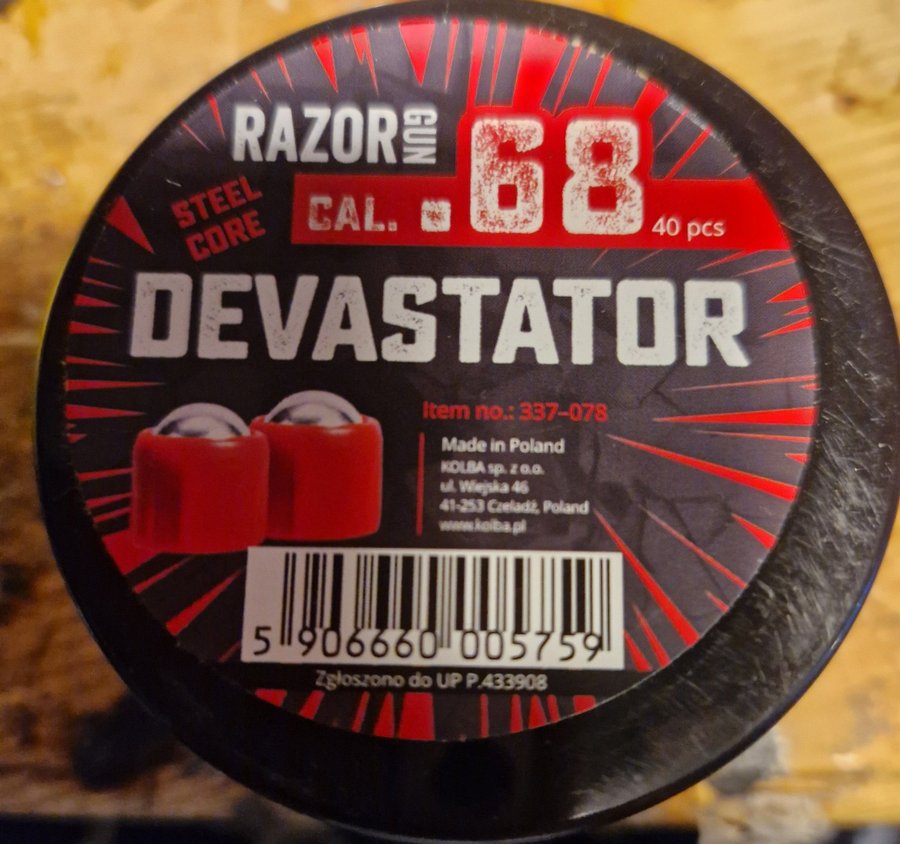 RAZOR GUN
.68
STEEL CORE
CAL.
40 pcs
DEVASTATOR
Item no.: 337-078
Made in Poland
KOLBA sp. z o.o.
ul. Wiejska 46
41-253 Czeladź, Poland
www.kolba.pl
5 906660 005759
Zgłoszono do UP P.433908